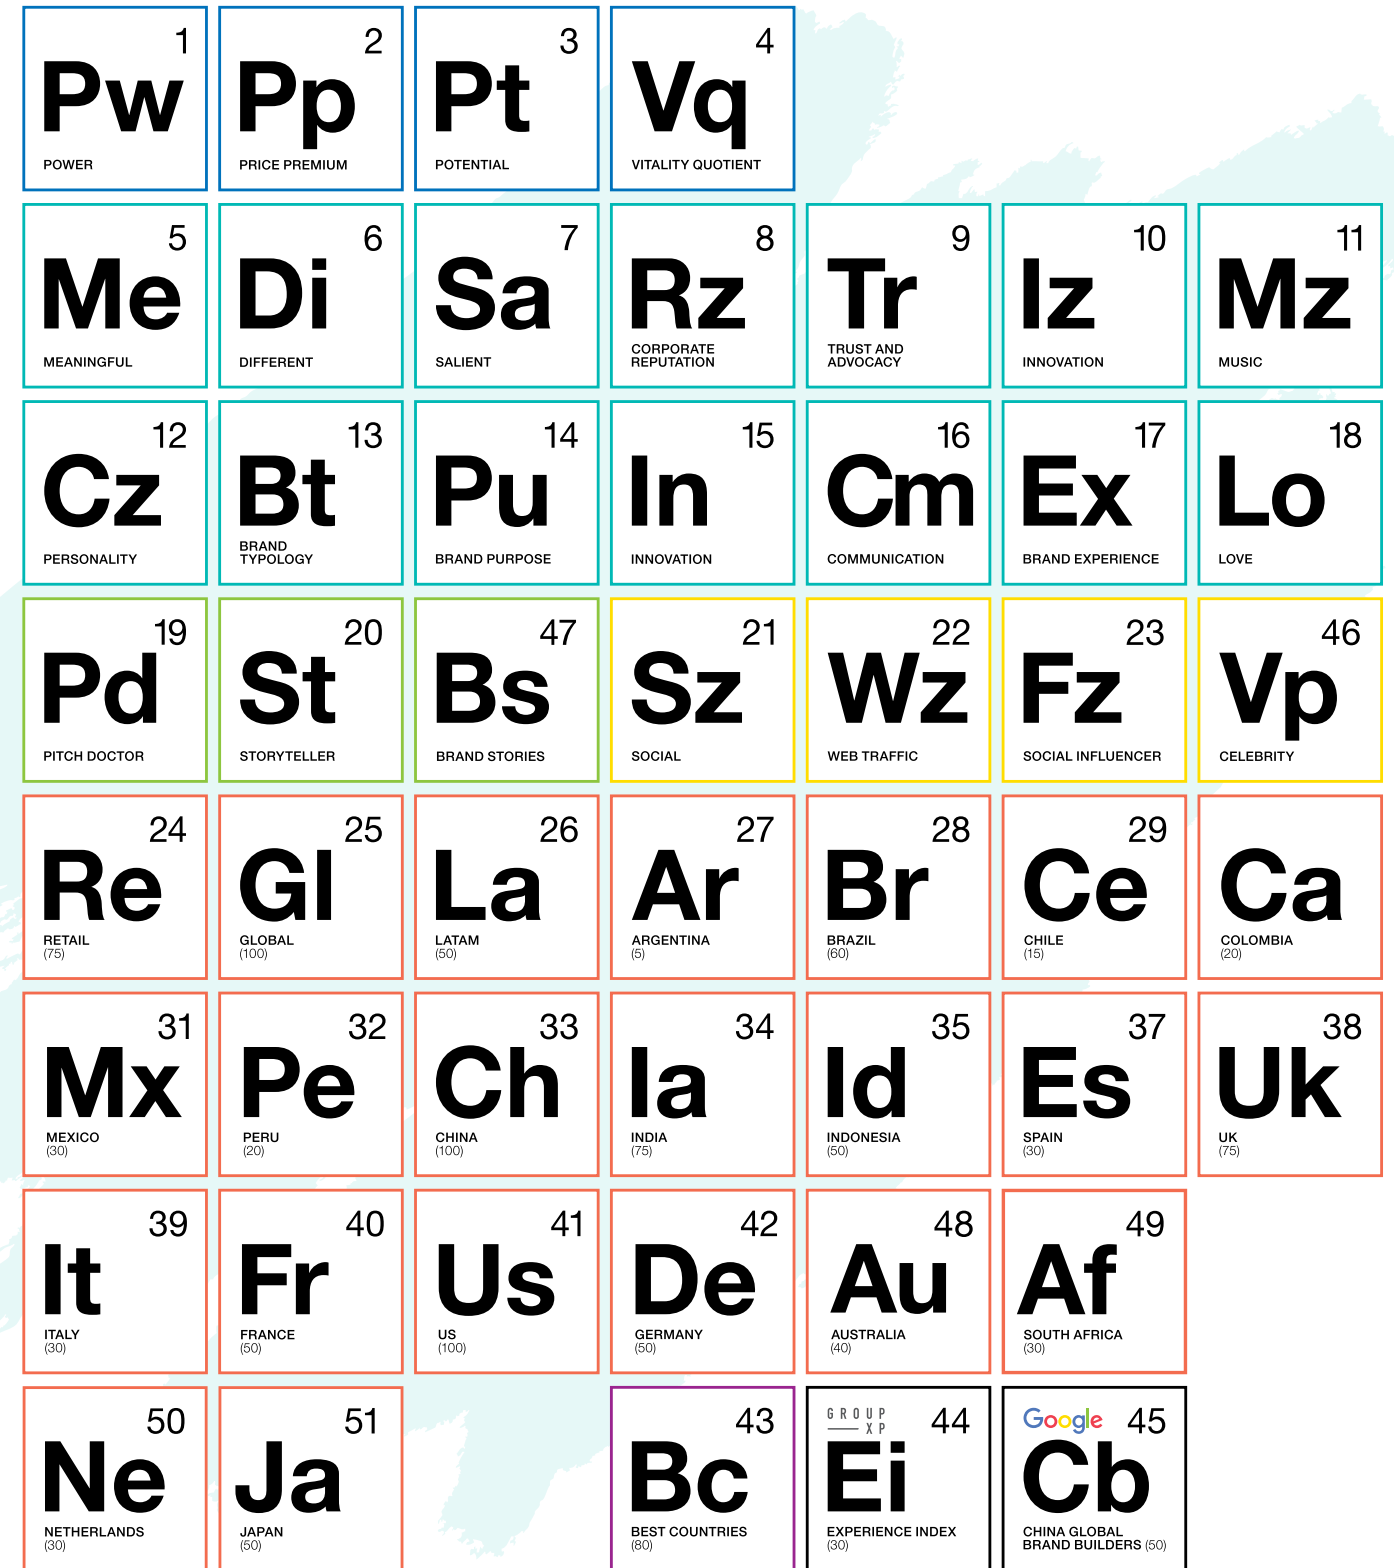 1
Pw
POWER
2
Pp
PRICE PREMIUM
3
Pt
POTENTIAL
4
Vq
VITALITY QUOTIENT
5
Me
MEANINGFUL
6
Di
DIFFERENT
7
Sa
SALIENT
8
Rz
CORPORATE
REPUTATION
9
Tr
TRUST AND
ADVOCACY
10
Iz
INNOVATION
11
Mz
MUSIC
12
Cz
PERSONALITY
13
Bt
BRAND
TYPOLOGY
14
Pu
BRAND PURPOSE
15
In
INNOVATION
16
Cm
COMMUNICATION
17
Ex
BRAND EXPERIENCE
18
Lo
LOVE
19
Pd
PITCH DOCTOR
20
St
STORYTELLER
47
Bs
BRAND STORIES
21
Sz
SOCIAL
22
Wz
WEB TRAFFIC
23
Fz
SOCIAL INFLUENCER
46
Vp
CELEBRITY
24
Re
RETAIL
(75)
25
Gl
GLOBAL
(100)
26
La
LATAM
(50)
27
Ar
ARGENTINA
(5)
28
Br
BRAZIL
(60)
29
Ce
CHILE
(15)
Ca
COLOMBIA
(20)
31
Mx
MEXICO
(30)
32
Pe
PERU
(20)
33
Ch
CHINA
(100)
34
Ia
INDIA
(75)
35
Id
INDONESIA
(50)
37
Es
SPAIN
(30)
38
Uk
UK
(75)
39
It
ITALY
(30)
40
Fr
FRANCE
(50)
41
Us
US
(100)
42
De
GERMANY
(50)
48
Au
AUSTRALIA
(40)
49
Af
SOUTH AFRICA
(30)
50
Ne
NETHERLANDS
(30)
51
Ja
JAPAN
(50)
43
Bc
BEST COUNTRIES
(80)
GROUP
XP
44
Ei
EXPERIENCE INDEX
(30)
Google
45
Cb
CHINA GLOBAL
BRAND BUILDERS (50)